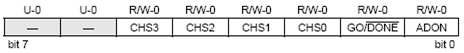 U-0 U-0 R/W-0 R/W-0 R/W-0 R/W-0 R/W-0 R/W-0
— — CHS3 CHS2 CHS1 CHS0 GO/DONE ADON
bit 7 bit 0